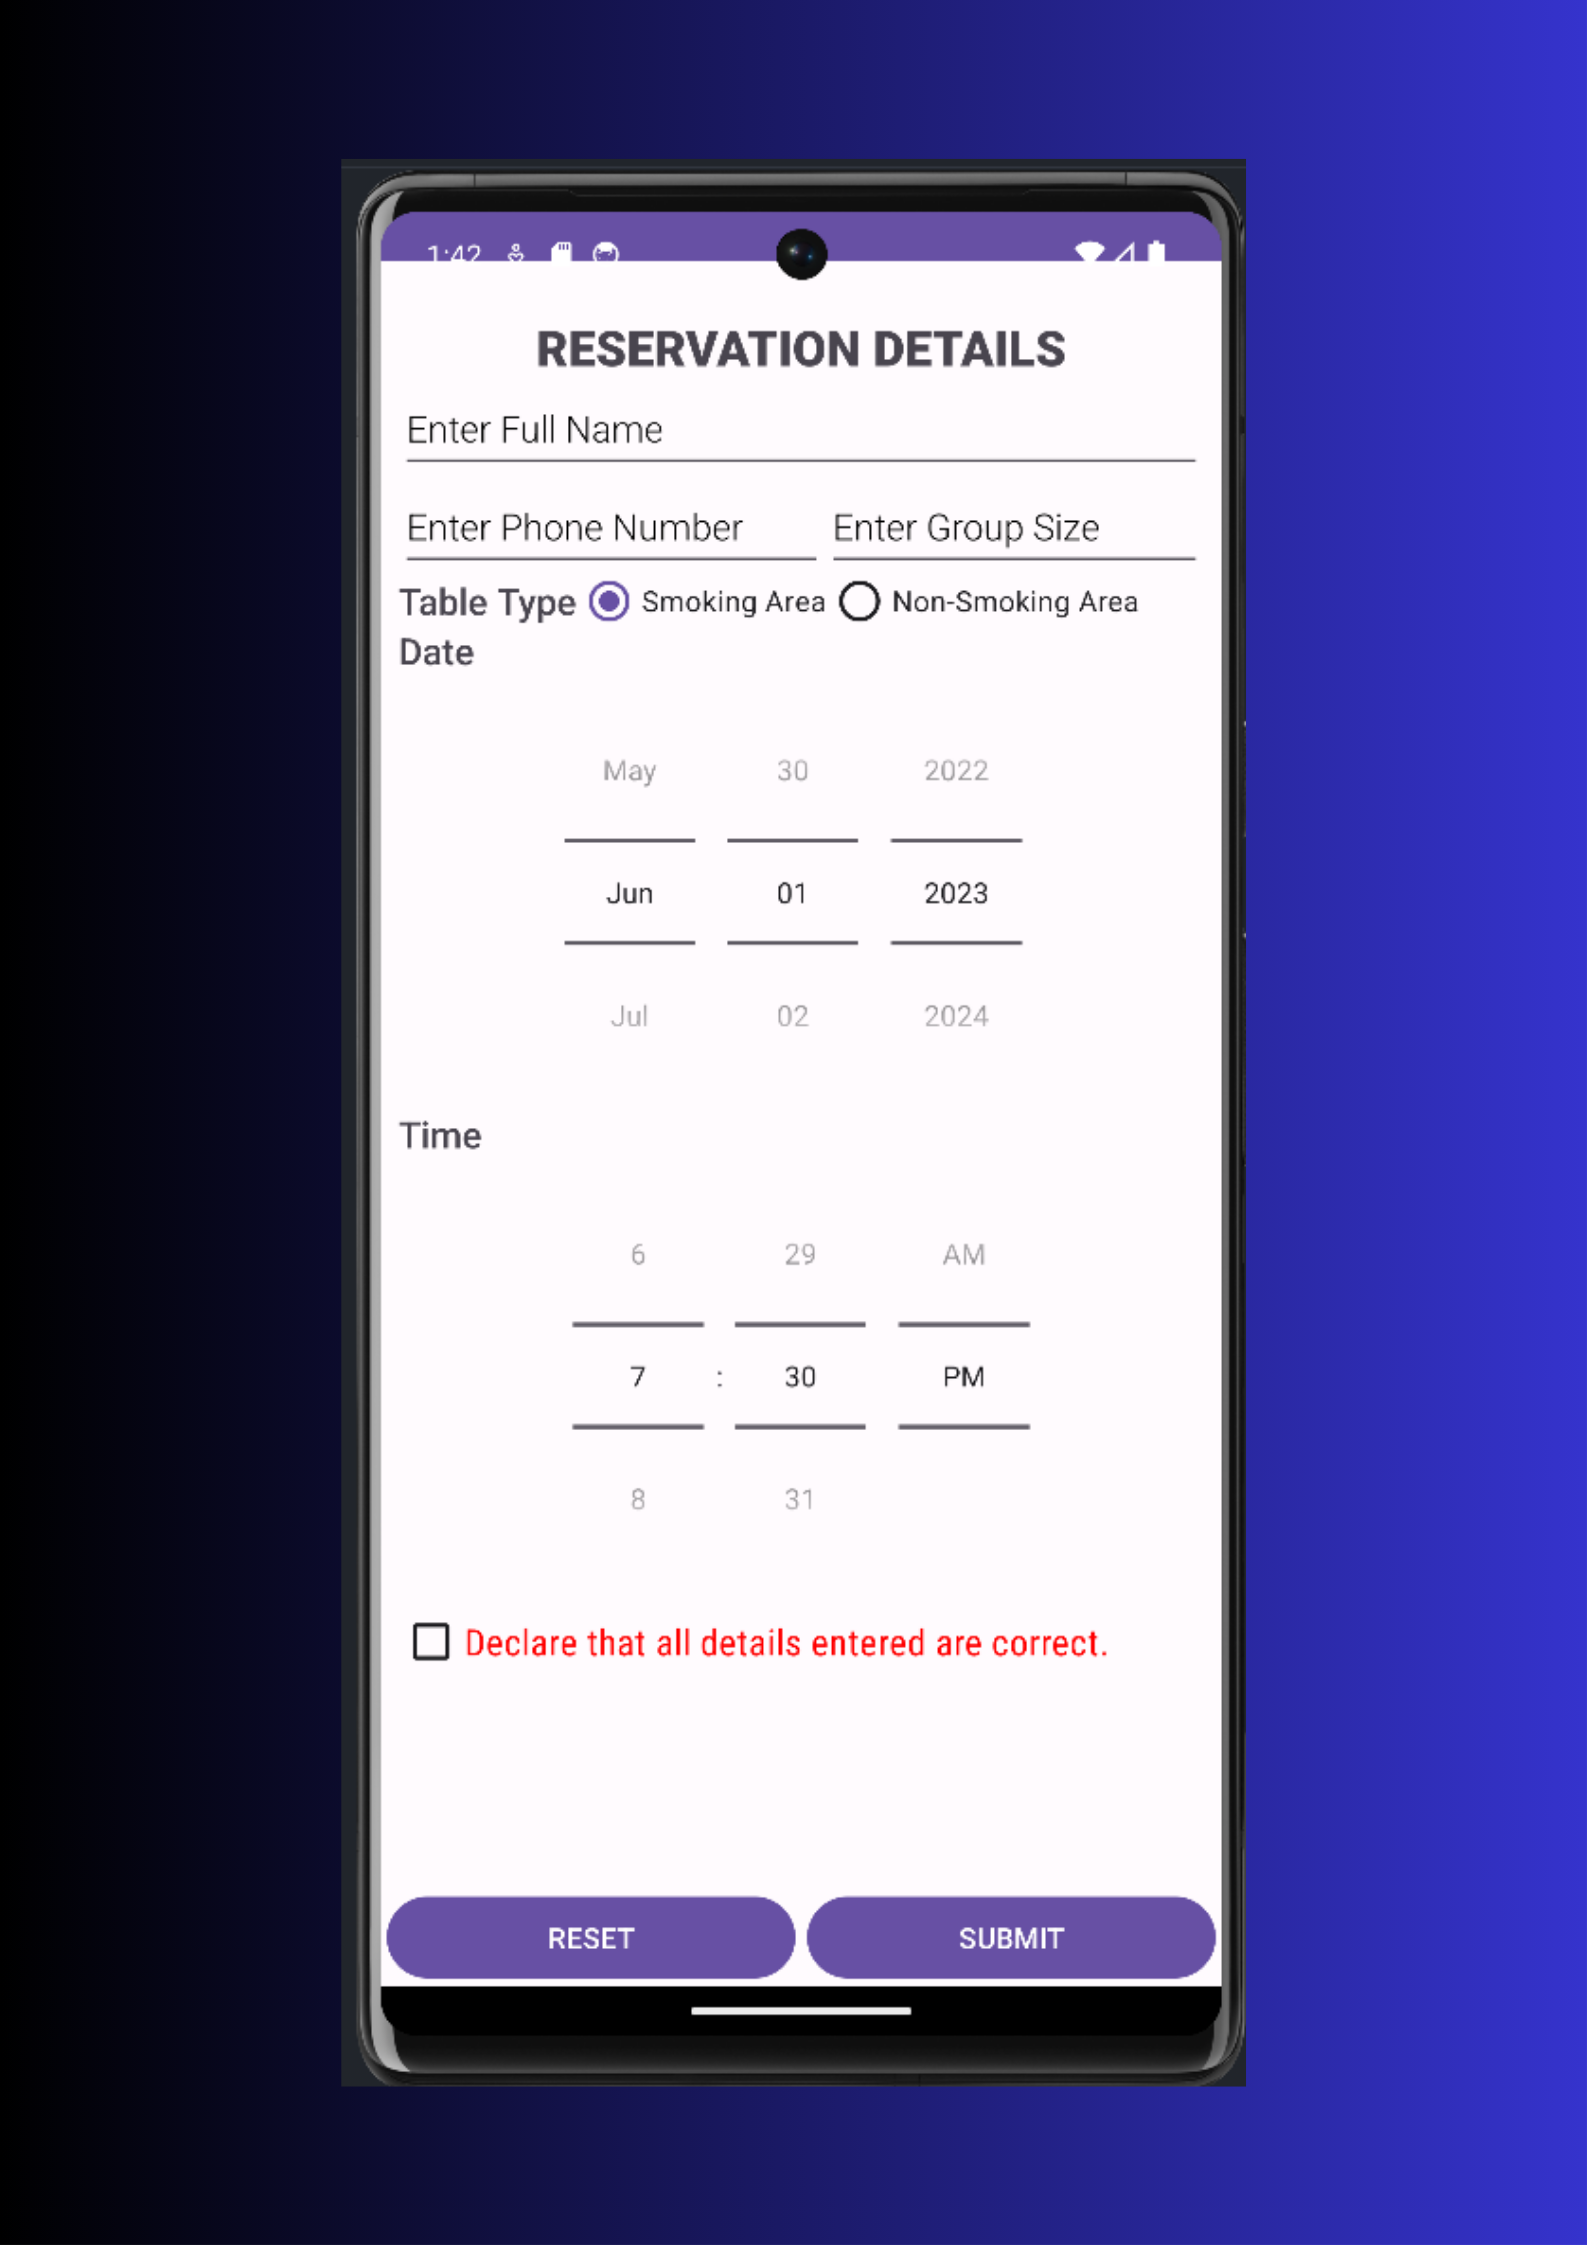 1:42
RESERVATION DETAILS
Enter Full Name
Enter Phone Number Enter Group Size
Table Type Smoking Area Non-Smoking Area
Date
May 30 2022
Jun 01 2023
Jul 02 2024
Time
6 29 AM
7 : 30 PM
8 31
Declare that all details entered are correct.
RESET SUBMIT